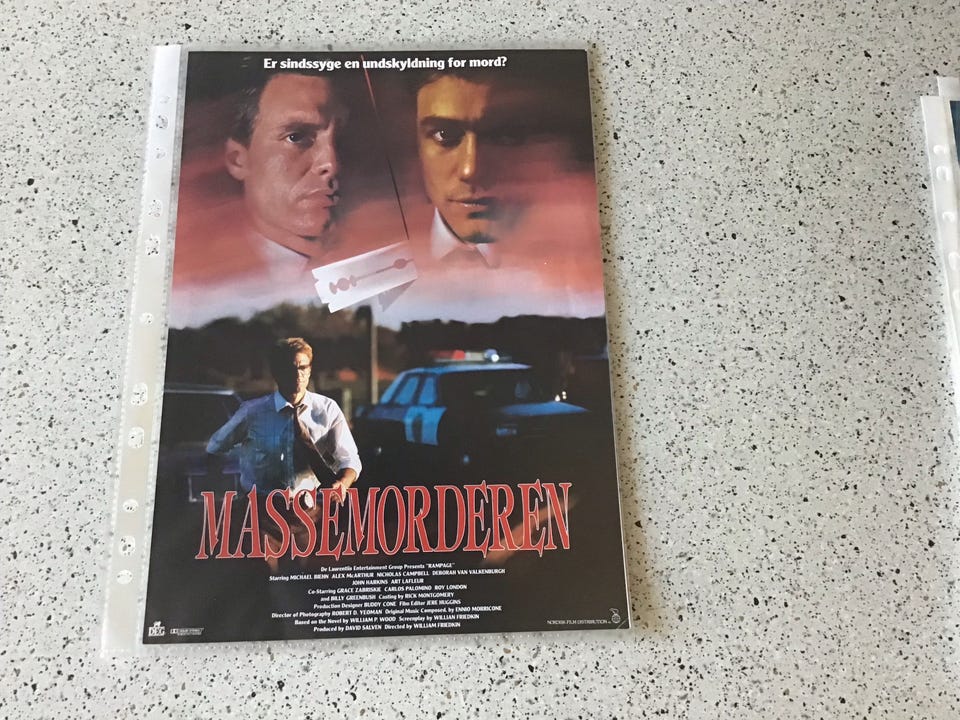 Er sindssyge en undskyldning for mord?
MASSEMORDEREN
De Laurentiis Entertainment Group Presents "RAMPAGE"
Starring MICHAEL BIEHN ALEX McARTHUR NICHOLAS CAMPBELL DEBORAH VAN VALKENBURGH
JOHN HARKINS ART LAFLEUR
Co-Starring GRACE ZABRISKIE CARLOS PALOMINO ROY LONDON
and BILLY GREENBUSH Casting by RICK MONTGOMERY
Production Designer BUDDY CONE Film Editor JERE HUGGINS
Director of Photography ROBERT D. YEOMAN Original Music Composed, by ENNIO MORRICONE
Based on the Novel by WILLIAM P. WOOD Screenplay by WILLIAN FRIEDKIN
Produced by DAVID SALVEN Directed by WILLIAM FRIEDKIN
DEG
NORDISK FILM DISTRIBUTION